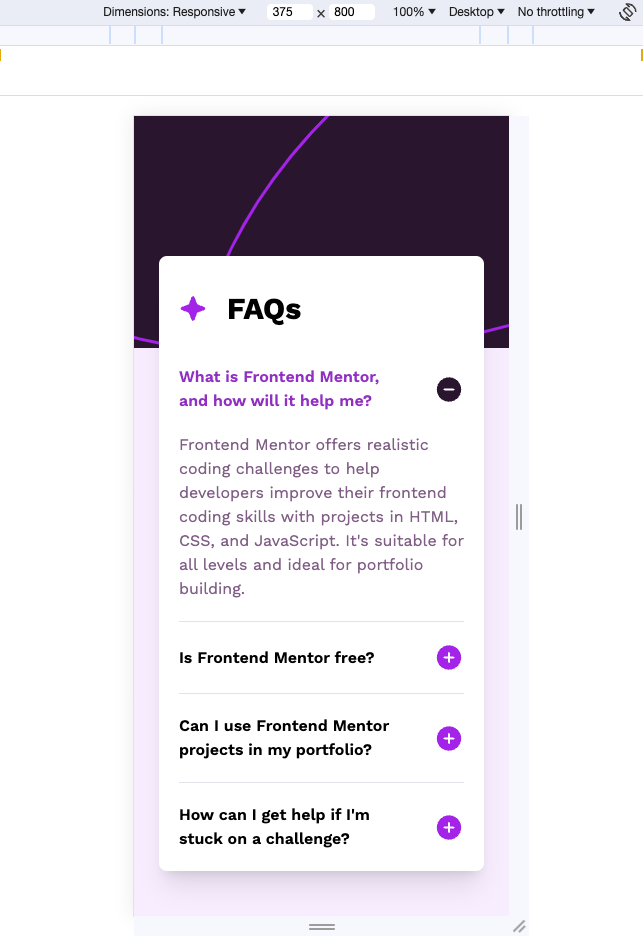 Dimensions: Responsive ▼ 375 × 800 100% ▼ Desktop ▼ No throttling ▼
FAQs
What is Frontend Mentor,
and how will it help me?
Frontend Mentor offers realistic
coding challenges to help
developers improve their frontend
coding skills with projects in HTML,
CSS, and JavaScript. It's suitable for
all levels and ideal for portfolio
building.
Is Frontend Mentor free?
Can I use Frontend Mentor
projects in my portfolio?
How can I get help if I'm
stuck on a challenge?